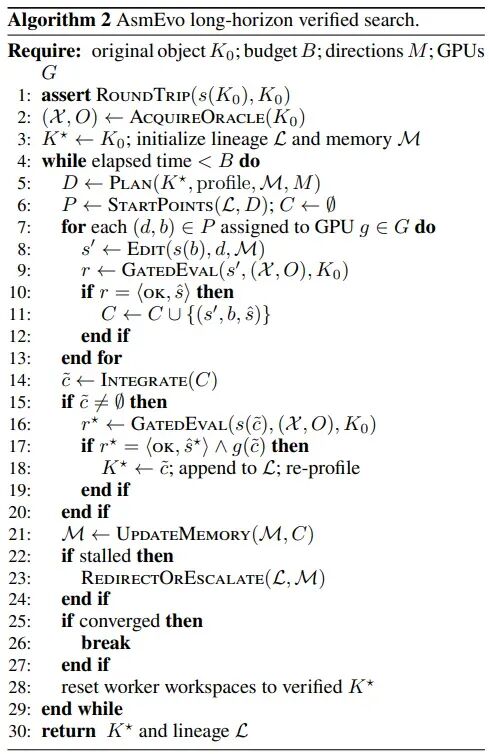 Algorithm 2 AsmEvo long-horizon verified search.
Require: original object K₀; budget B; directions M; GPUs
G
1: assert ROUNDTRIP(s(K₀), K₀)
2: (𝒳, O) ← ACQUIREORACLE(K₀)
3: K⋆ ← K₀; initialize lineage ℒ and memory ℳ
4: while elapsed time < B do
5: D ← PLAN(K⋆, profile, ℳ, M)
6: P ← STARTPOINTS(ℒ, D); C ← ∅
7: for each (d, b) ∈ P assigned to GPU g ∈ G do
8: s′ ← EDIT(s(b), d, ℳ)
9: r ← GATEDEVAL(s′, (𝒳, O), K₀)
10: if r = ⟨OK, ŝ⟩ then
11: C ← C ∪ {(s′, b, ŝ)}
12: end if
13: end for
14: c̃ ← INTEGRATE(C)
15: if c̃ ≠ ∅ then
16: r⋆ ← GATEDEVAL(s(c̃), (𝒳, O), K₀)
17: if r⋆ = ⟨OK, ŝ⋆⟩ ∧ g(c̃) then
18: K⋆ ← c̃; append to ℒ; re-profile
19: end if
20: end if
21: ℳ ← UPDATEMEMORY(ℳ, C)
22: if stalled then
23: REDIRECTORESCALATE(ℒ, ℳ)
24: end if
25: if converged then
26: break
27: end if
28: reset worker workspaces to verified K⋆
29: end while
30: return K⋆ and lineage ℒ